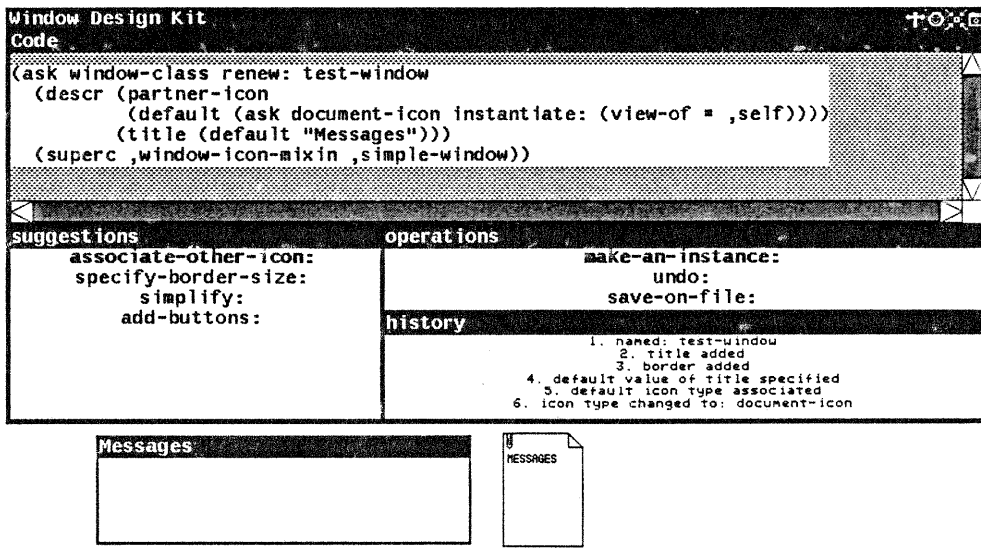 Window Design Kit
Code
(ask window-class renew: test-window
(descr (partner-icon
(default (ask document-icon instantiate: (view-of = ,self))))
(title (default "Messages")))
(superc ,window-icon-mixin ,simple-window))
suggestions
associate-other-icon:
specify-border-size:
simplify:
add-buttons:
operations
make-an-instance:
undo:
save-on-file:
history
1. named: test-window
2. title added
3. border added
4. default value of title specified
5. default icon type associated
6. icon type changed to: document-icon
Messages
MESSAGES